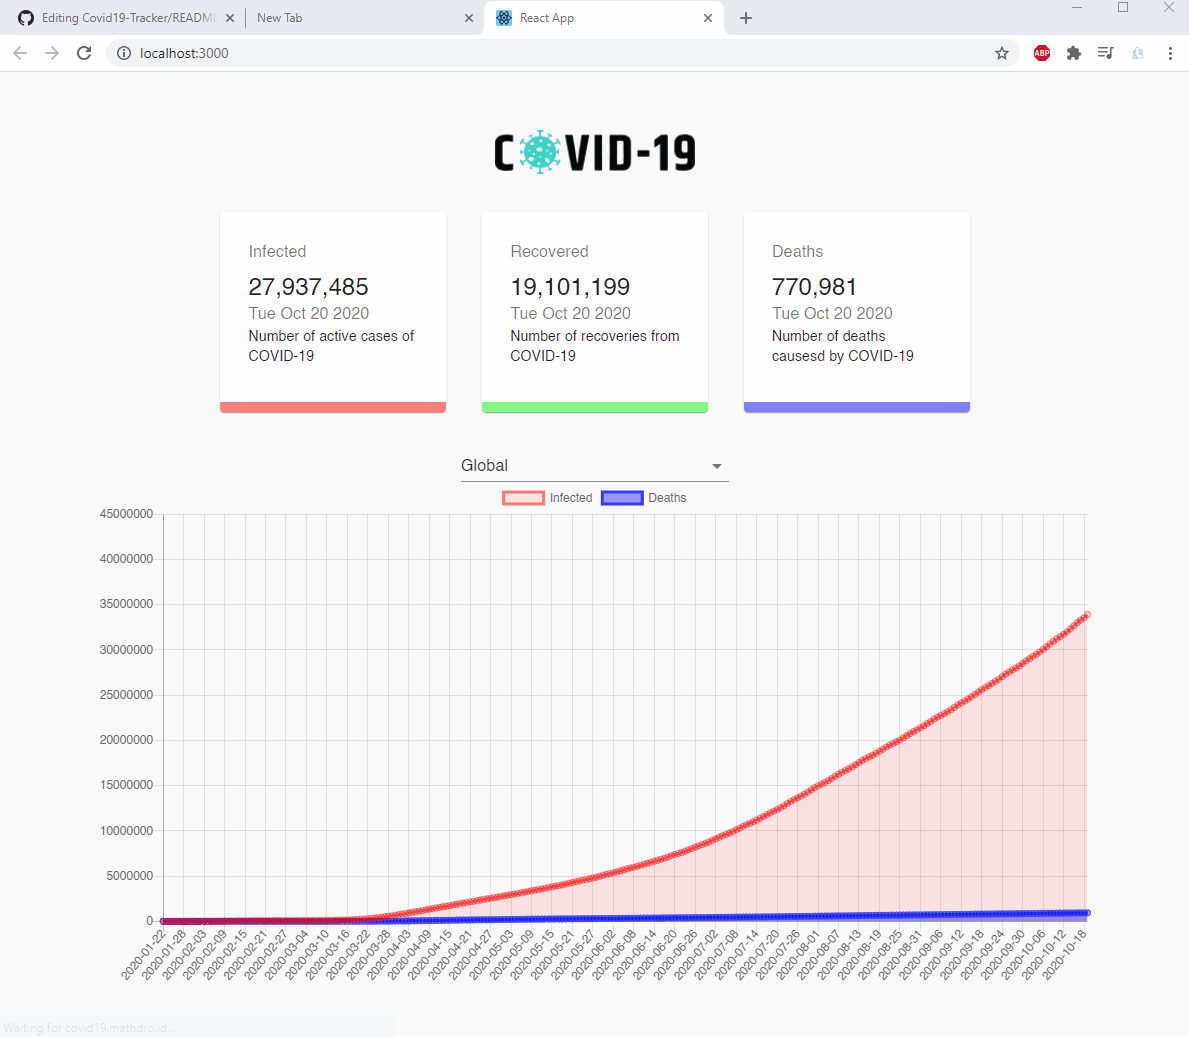 Editing Covid19-Tracker/README
New Tab
React App
localhost:3000
ABP
COVID-19
Infected
27,937,485
Tue Oct 20 2020
Number of active cases of
COVID-19
Recovered
19,101,199
Tue Oct 20 2020
Number of recoveries from
COVID-19
Deaths
770,981
Tue Oct 20 2020
Number of deaths
causesd by COVID-19
Global
Infected
Deaths
45000000
40000000
35000000
30000000
25000000
20000000
15000000
10000000
5000000
0
2020-01-22
2020-01-28
2020-02-03
2020-02-09
2020-02-15
2020-02-21
2020-02-27
2020-03-04
2020-03-10
2020-03-16
2020-03-22
2020-03-28
2020-04-03
2020-04-09
2020-04-15
2020-04-21
2020-04-27
2020-05-03
2020-05-09
2020-05-15
2020-05-21
2020-05-27
2020-06-02
2020-06-08
2020-06-14
2020-06-20
2020-06-26
2020-07-02
2020-07-08
2020-07-14
2020-07-20
2020-07-26
2020-08-01
2020-08-07
2020-08-13
2020-08-19
2020-08-25
2020-08-31
2020-09-06
2020-09-12
2020-09-18
2020-09-24
2020-09-30
2020-10-06
2020-10-12
2020-10-18
Waiting for covid19.mathdro.id...